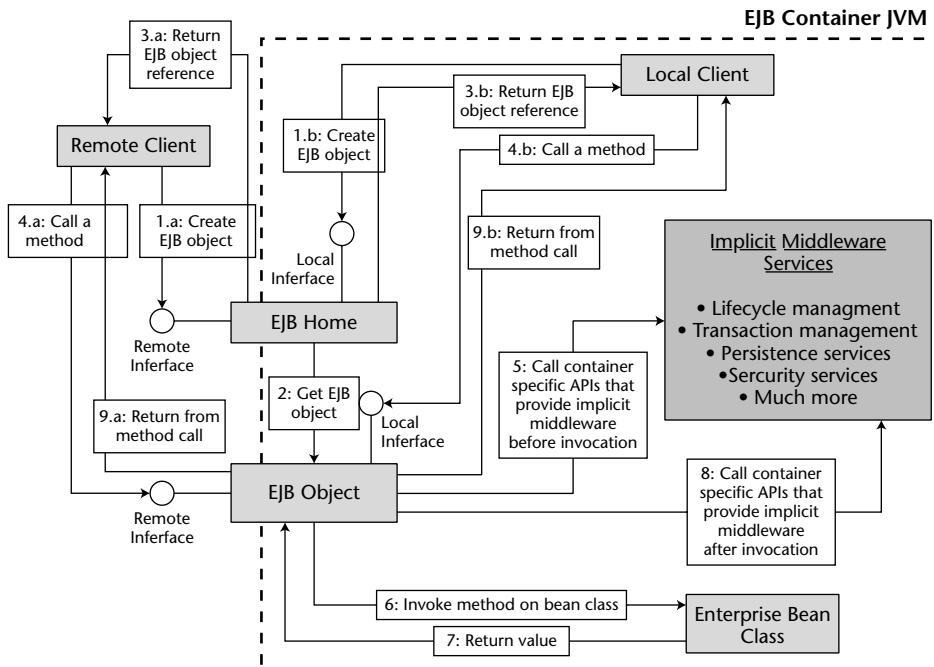 EJB Container JVM
3.a: Return
EJB object
reference
Local Client
3.b: Return EJB
object reference
1.b: Create
EJB object
4.b: Call a method
Remote Client
4.a: Call a
method
1.a: Create
EJB object
9.b: Return from
method call
Local
Inferface
Implicit Middleware
Services
• Lifecycle managment
• Transaction management
• Persistence services
•Sercurity services
• Much more
EJB Home
Remote
Inferface
2: Get EJB
object
Local
Inferface
5: Call container
specific APIs that
provide implicit
middleware
before invocation
9.a: Return from
method call
EJB Object
Remote
Inferface
8: Call container
specific APIs that
provide implicit
middleware
after invocation
6: Invoke method on bean class
7: Return value
Enterprise Bean
Class